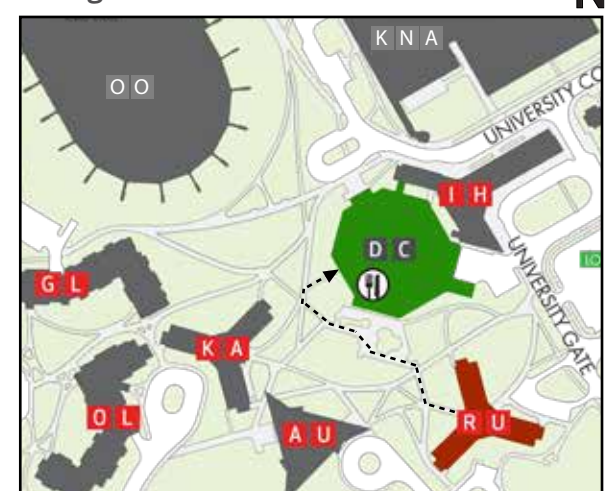 N
K N A
O O
UNIVERSITY CO
I H
D C
UNIVERSITY GATE
G L
K A
O L
A U
R U